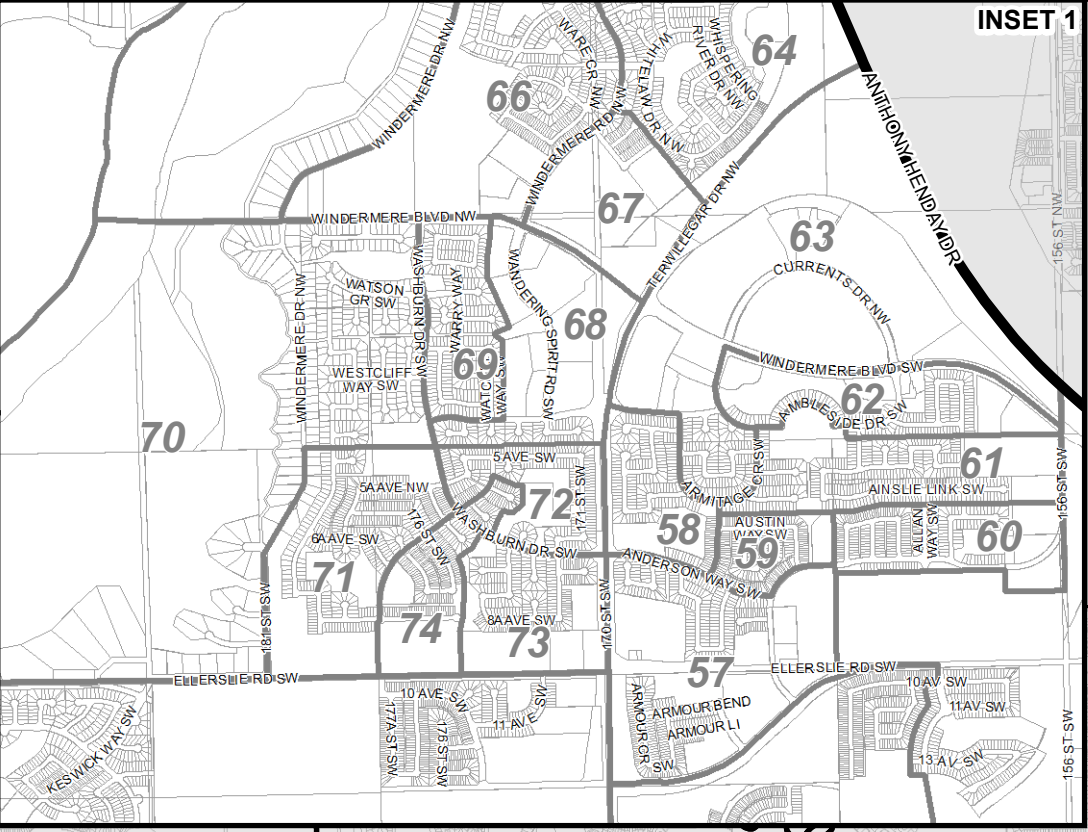 INSET 1
WINDERMERE DR NW
WARE CR NW
WHITELAW DR NW
WHISPERING
RIVER DR NW
64
66
WINDERMERE RD NW
ANTHONY HENDAY DR
156 ST NW
67
TERWILLEGAR DR NW
63
CURRENTS DR NW
WINDERMERE BLVD NW
WASHBURN DR SW
WARRY WAY
WANDERING SPIRIT RD SW
WATSON
GR SW
WINDERMERE DR NW
68
69
WESTCLIFF
WAY SW
WAY SW
WINDERMERE BLVD SW
62
AMBLESIDE DR SW
70
5 AVE SW
171 ST SW
ARMITAGE CR SW
61
AINSLIE LINK SW
156 ST SW
5A AVE NW
72
176 ST SW
WASHBURN DR SW
58
AUSTIN
WAY SW
59
ALLAN
WAY SW
60
6A AVE SW
71
ANDERSON WAY SW
181 ST SW
74
8A AVE SW
73
170 ST SW
57
ELLERSLIE RD SW
ELLERSLIE RD SW
10 AVE SW
11 AVE SW
177A ST SW
176 ST SW
KESWICK WAY SW
ARMOUR CR
SW
ARMOUR BEND
ARMOUR LI
10 AV SW
11 AV SW
13 AV SW
156 ST SW